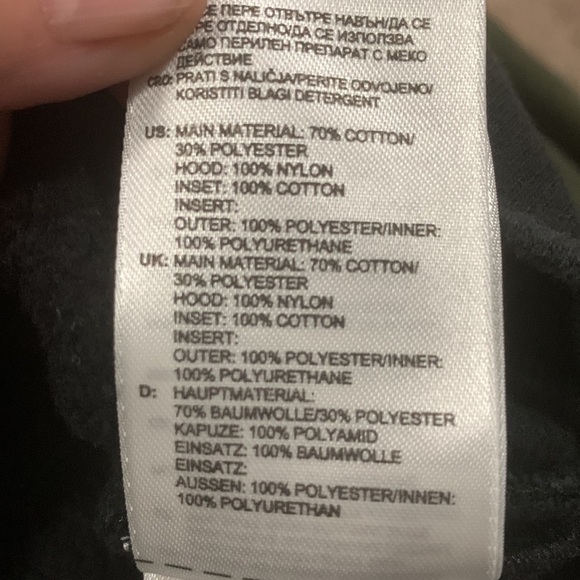 СЕ ПЕРЕ ОТВЪТРЕ НАВЪН/ДА СЕ
ПЕРЕ ОТДЕЛНО/ДА СЕ ИЗПОЛЗВА
САМО ПЕРИЛЕН ПРЕПАРАТ С МЕКО
ДЕЙСТВИЕ
PRATI S NALIČJA/PERITE ODVOJENO/
KORISTITI BLAGI DETERGENT
US: MAIN MATERIAL: 70% COTTON/
30% POLYESTER
HOOD: 100% NYLON
INSET: 100% COTTON
INSERT:
OUTER: 100% POLYESTER/INNER:
100% POLYURETHANE
UK: MAIN MATERIAL: 70% COTTON/
30% POLYESTER
HOOD: 100% NYLON
INSET: 100% COTTON
INSERT:
OUTER: 100% POLYESTER/INNER:
100% POLYURETHANE
D: HAUPTMATERIAL:
70% BAUMWOLLE/30% POLYESTER
KAPUZE: 100% POLYAMID
EINSATZ: 100% BAUMWOLLE
EINSATZ:
AUSSEN: 100% POLYESTER/INNEN:
100% POLYURETHAN